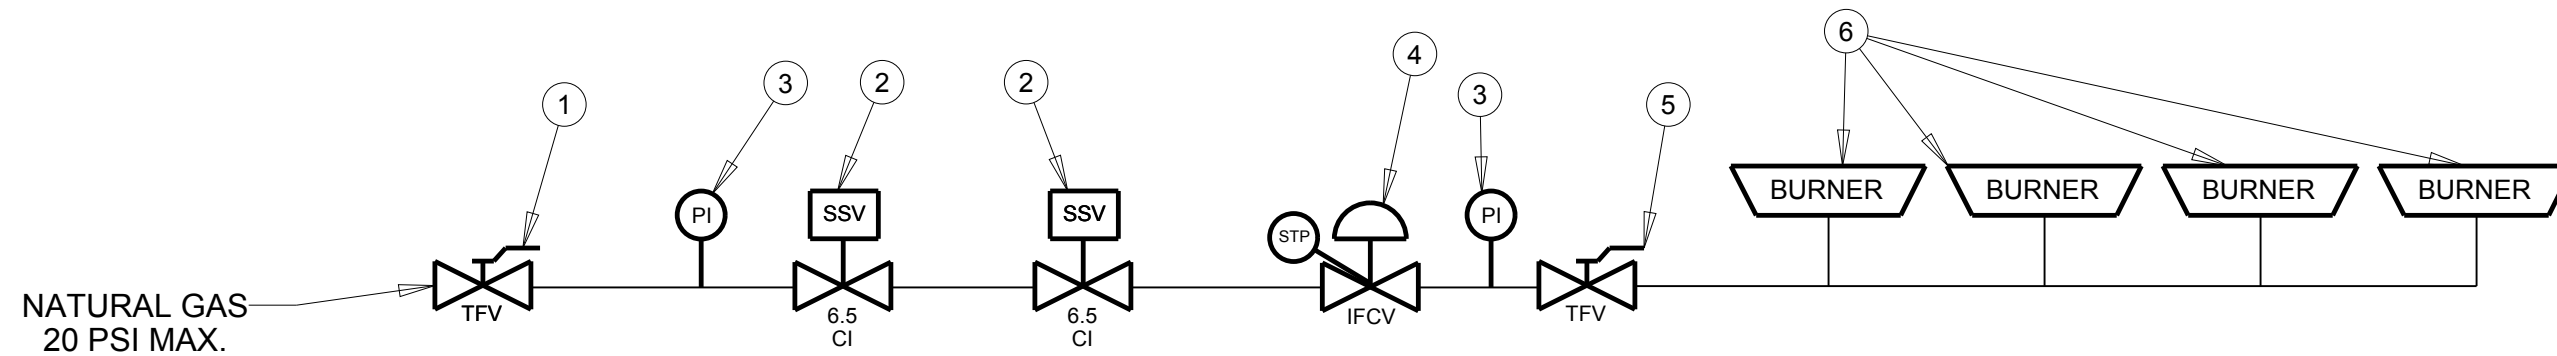 6
4
3
2
2
3
1
5
BURNER
BURNER
BURNER
BURNER
PI
SSV
SSV
STP
PI
NATURAL GAS
20 PSI MAX.
TFV
6.5
CI
6.5
CI
IFCV
TFV